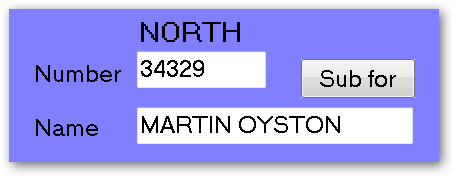 NORTH
Number 34329 Sub for
Name MARTIN OYSTON